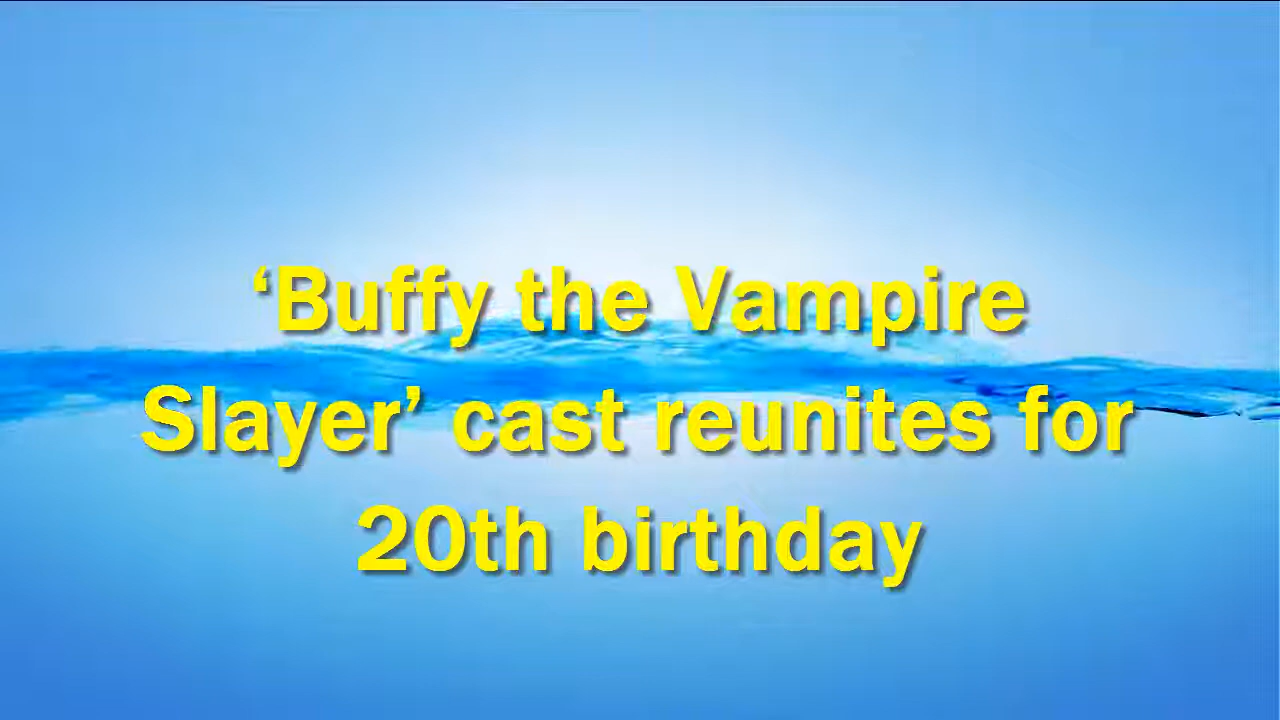 ‘Buffy the Vampire
Slayer’ cast reunites for
20th birthday